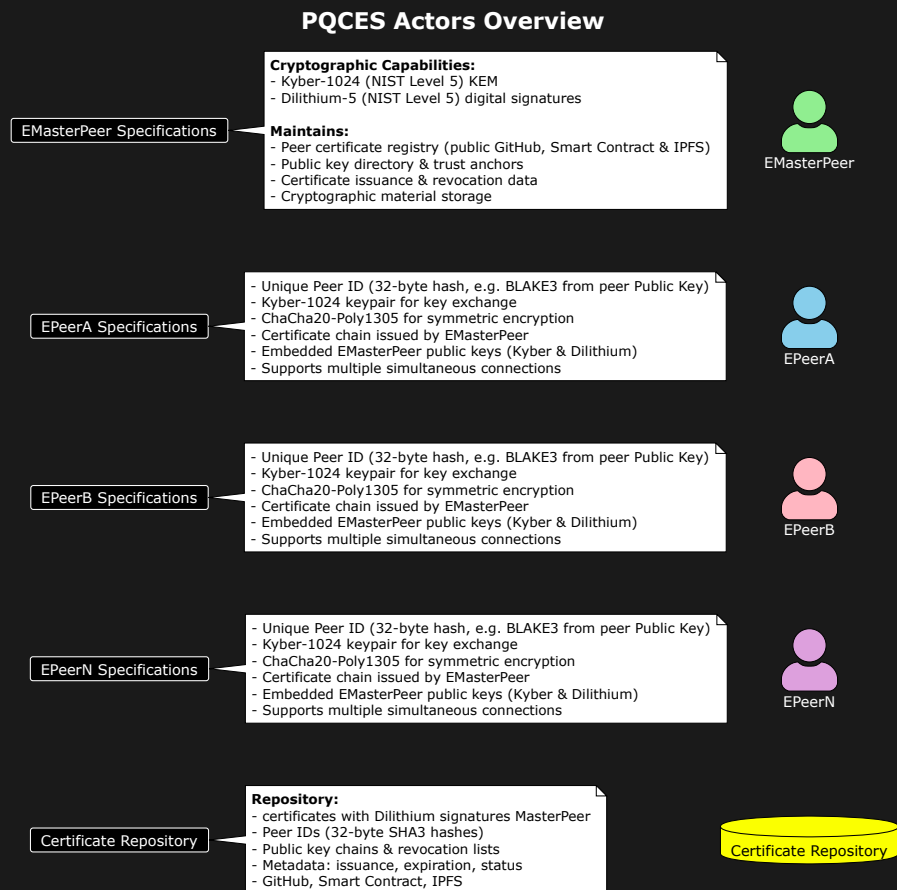 PQCES Actors Overview
Cryptographic Capabilities:
- Kyber-1024 (NIST Level 5) KEM
- Dilithium-5 (NIST Level 5) digital signatures
Maintains:
- Peer certificate registry (public GitHub, Smart Contract & IPFS)
- Public key directory & trust anchors
- Certificate issuance & revocation data
- Cryptographic material storage
EMasterPeer Specifications
EMasterPeer
- Unique Peer ID (32-byte hash, e.g. BLAKE3 from peer Public Key)
- Kyber-1024 keypair for key exchange
- ChaCha20-Poly1305 for symmetric encryption
- Certificate chain issued by EMasterPeer
- Embedded EMasterPeer public keys (Kyber & Dilithium)
- Supports multiple simultaneous connections
EPeerA Specifications
EPeerA
- Unique Peer ID (32-byte hash, e.g. BLAKE3 from peer Public Key)
- Kyber-1024 keypair for key exchange
- ChaCha20-Poly1305 for symmetric encryption
- Certificate chain issued by EMasterPeer
- Embedded EMasterPeer public keys (Kyber & Dilithium)
- Supports multiple simultaneous connections
EPeerB Specifications
EPeerB
- Unique Peer ID (32-byte hash, e.g. BLAKE3 from peer Public Key)
- Kyber-1024 keypair for key exchange
- ChaCha20-Poly1305 for symmetric encryption
- Certificate chain issued by EMasterPeer
- Embedded EMasterPeer public keys (Kyber & Dilithium)
- Supports multiple simultaneous connections
EPeerN Specifications
EPeerN
Repository:
- certificates with Dilithium signatures MasterPeer
- Peer IDs (32-byte SHA3 hashes)
- Public key chains & revocation lists
- Metadata: issuance, expiration, status
- GitHub, Smart Contract, IPFS
Certificate Repository
Certificate Repository